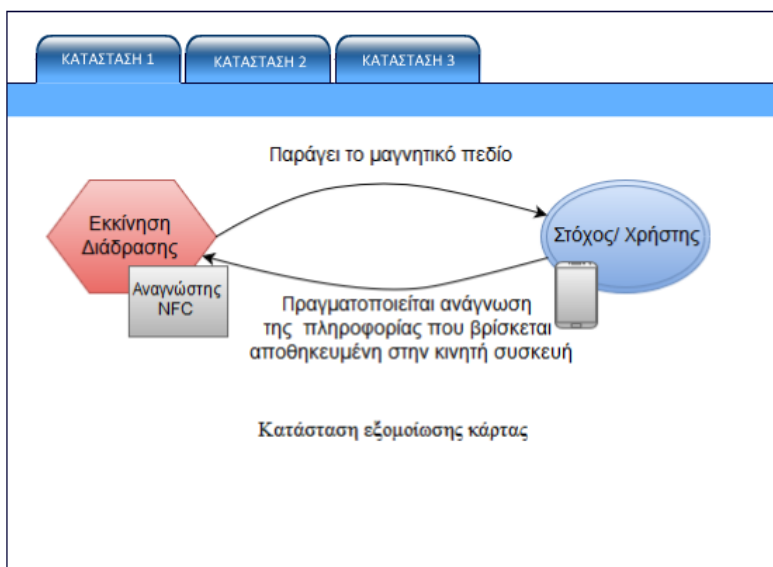 ΚΑΤΑΣΤΑΣΗ 1
ΚΑΤΑΣΤΑΣΗ 2
ΚΑΤΑΣΤΑΣΗ 3
Παράγει το μαγνητικό πεδίο
Εκκίνηση
Διάδρασης
Στόχος/ Χρήστης
Αναγνώστης
NFC
Πραγματοποιείται ανάγνωση
της πληροφορίας που βρίσκεται
αποθηκευμένη στην κινητή συσκευή
Κατάσταση εξομοίωσης κάρτας